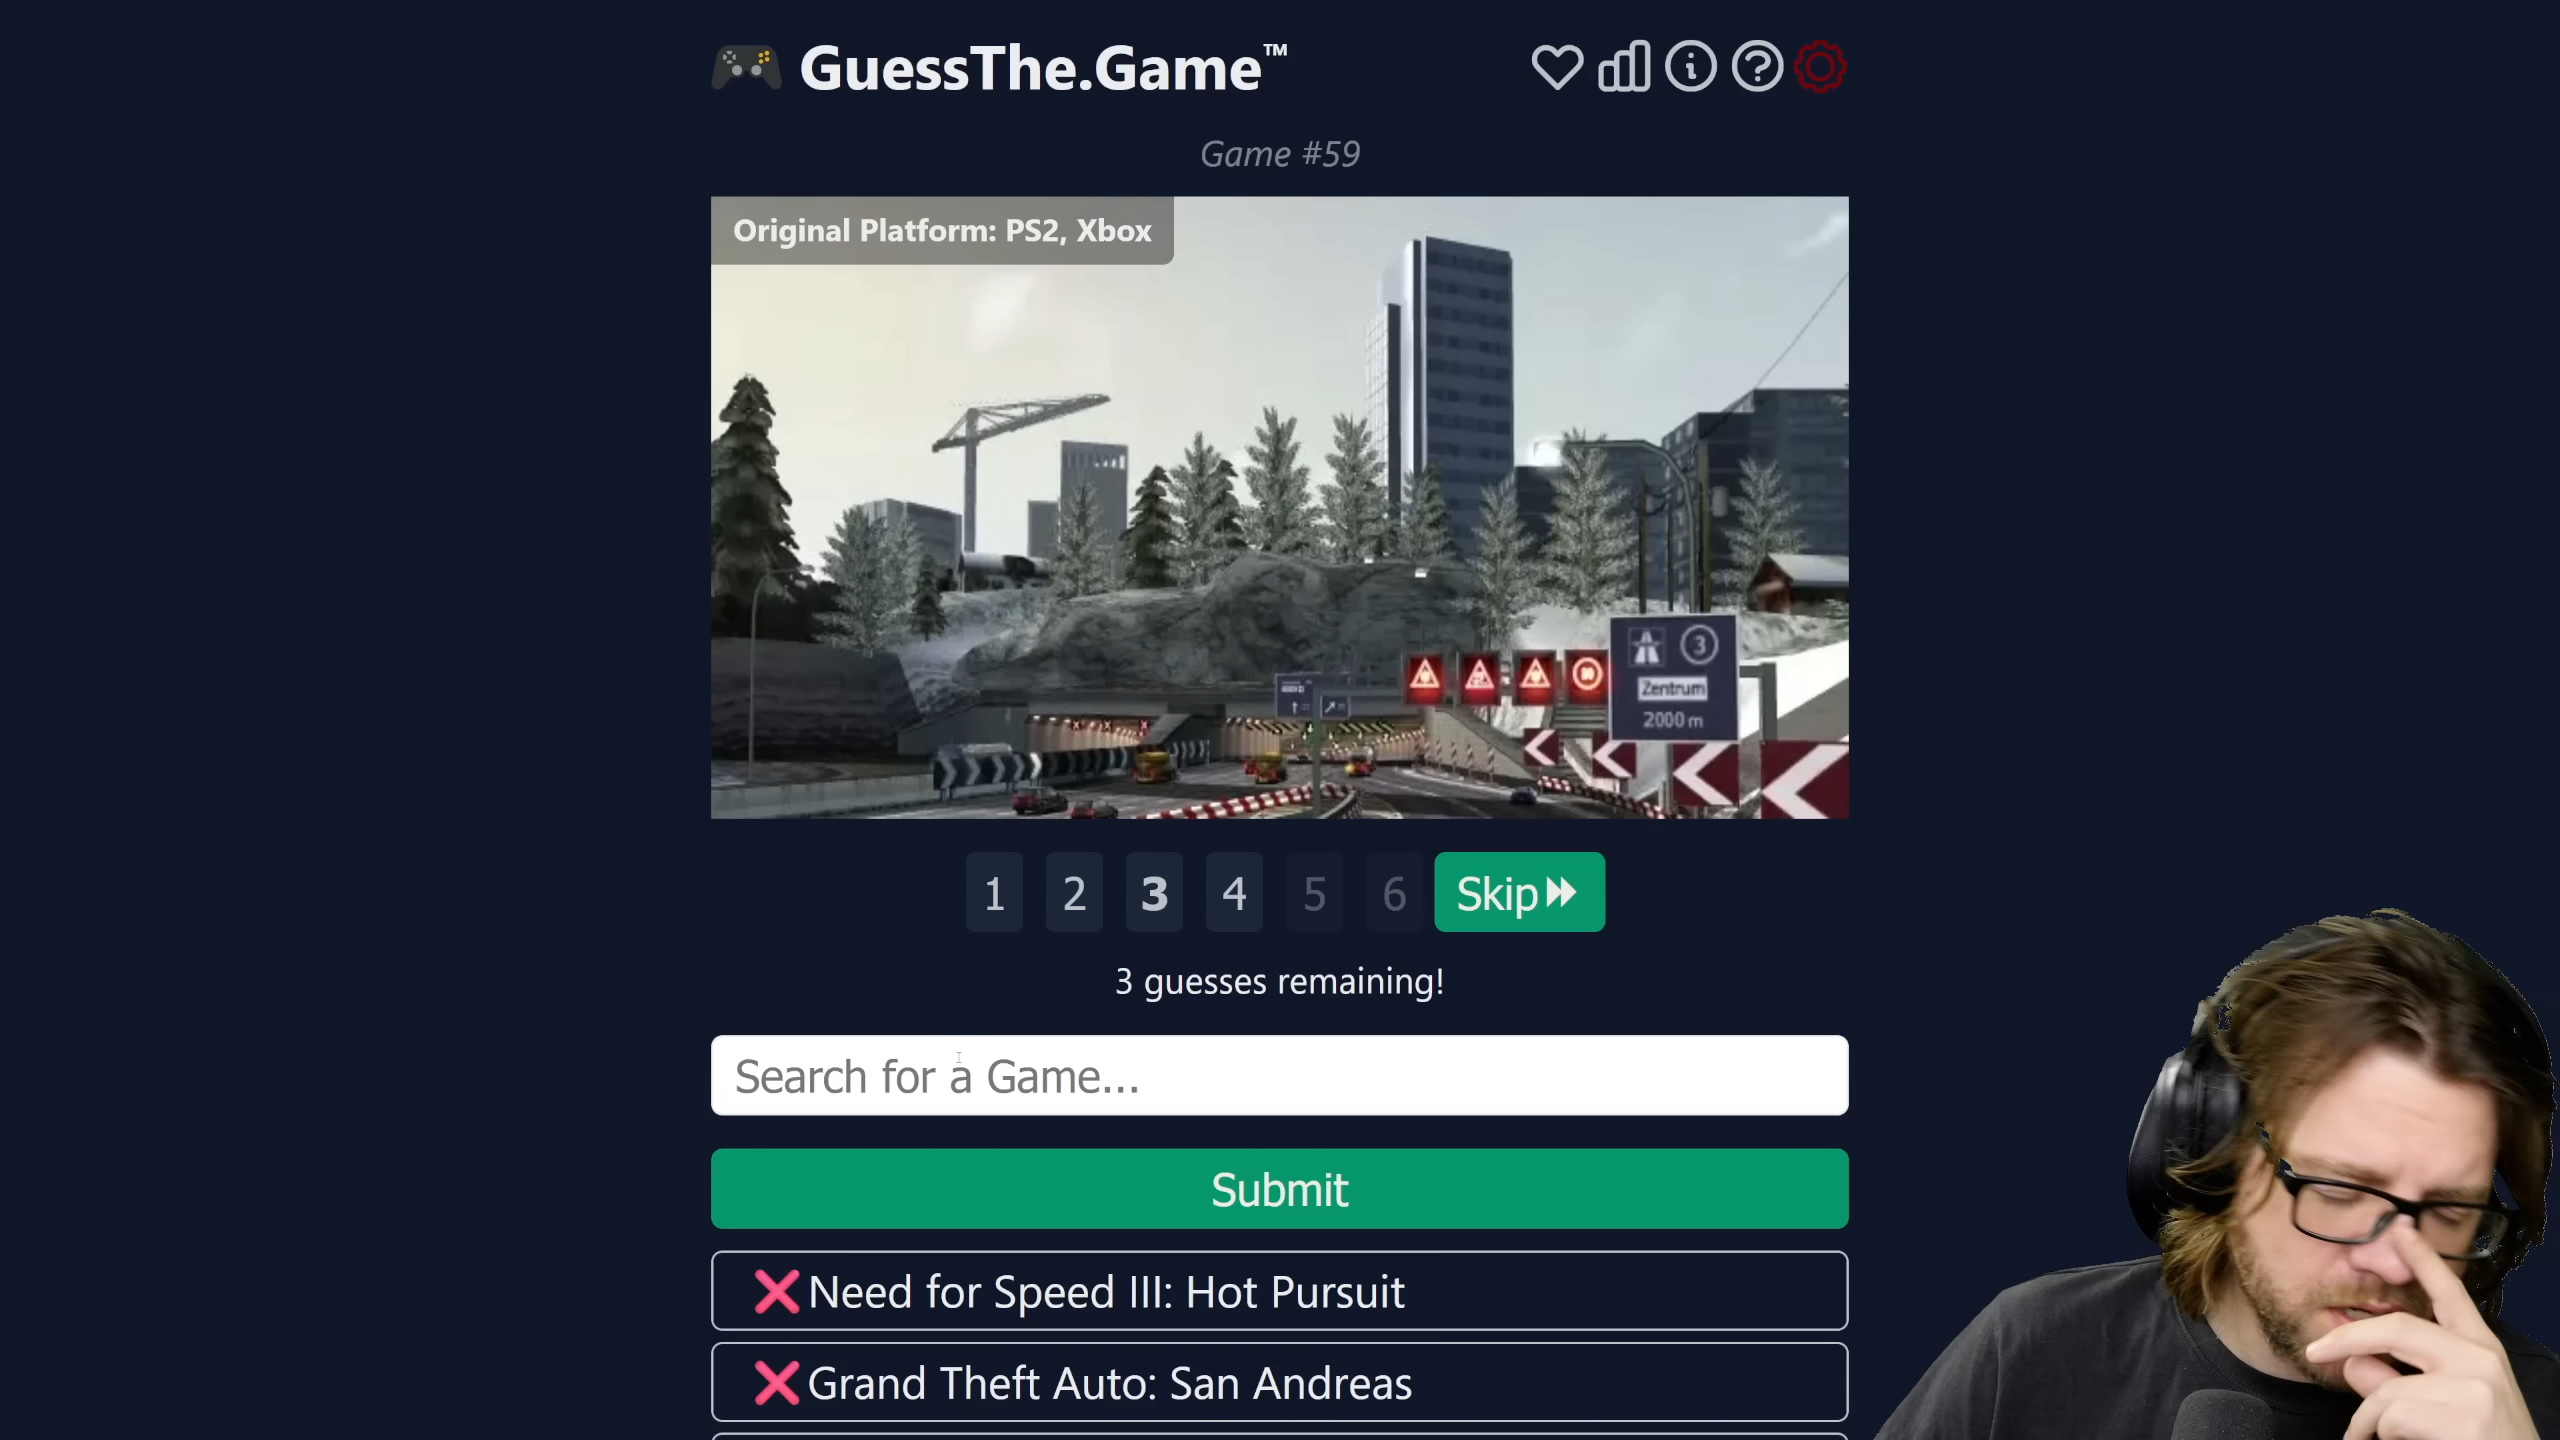 GuessThe.Game™
Game #59
Original Platform: PS2, Xbox
3
Zentrum
2000 m
1 2 3 4 5 6 Skip
3 guesses remaining!
Search for a Game...
Submit
Need for Speed III: Hot Pursuit
Grand Theft Auto: San Andreas